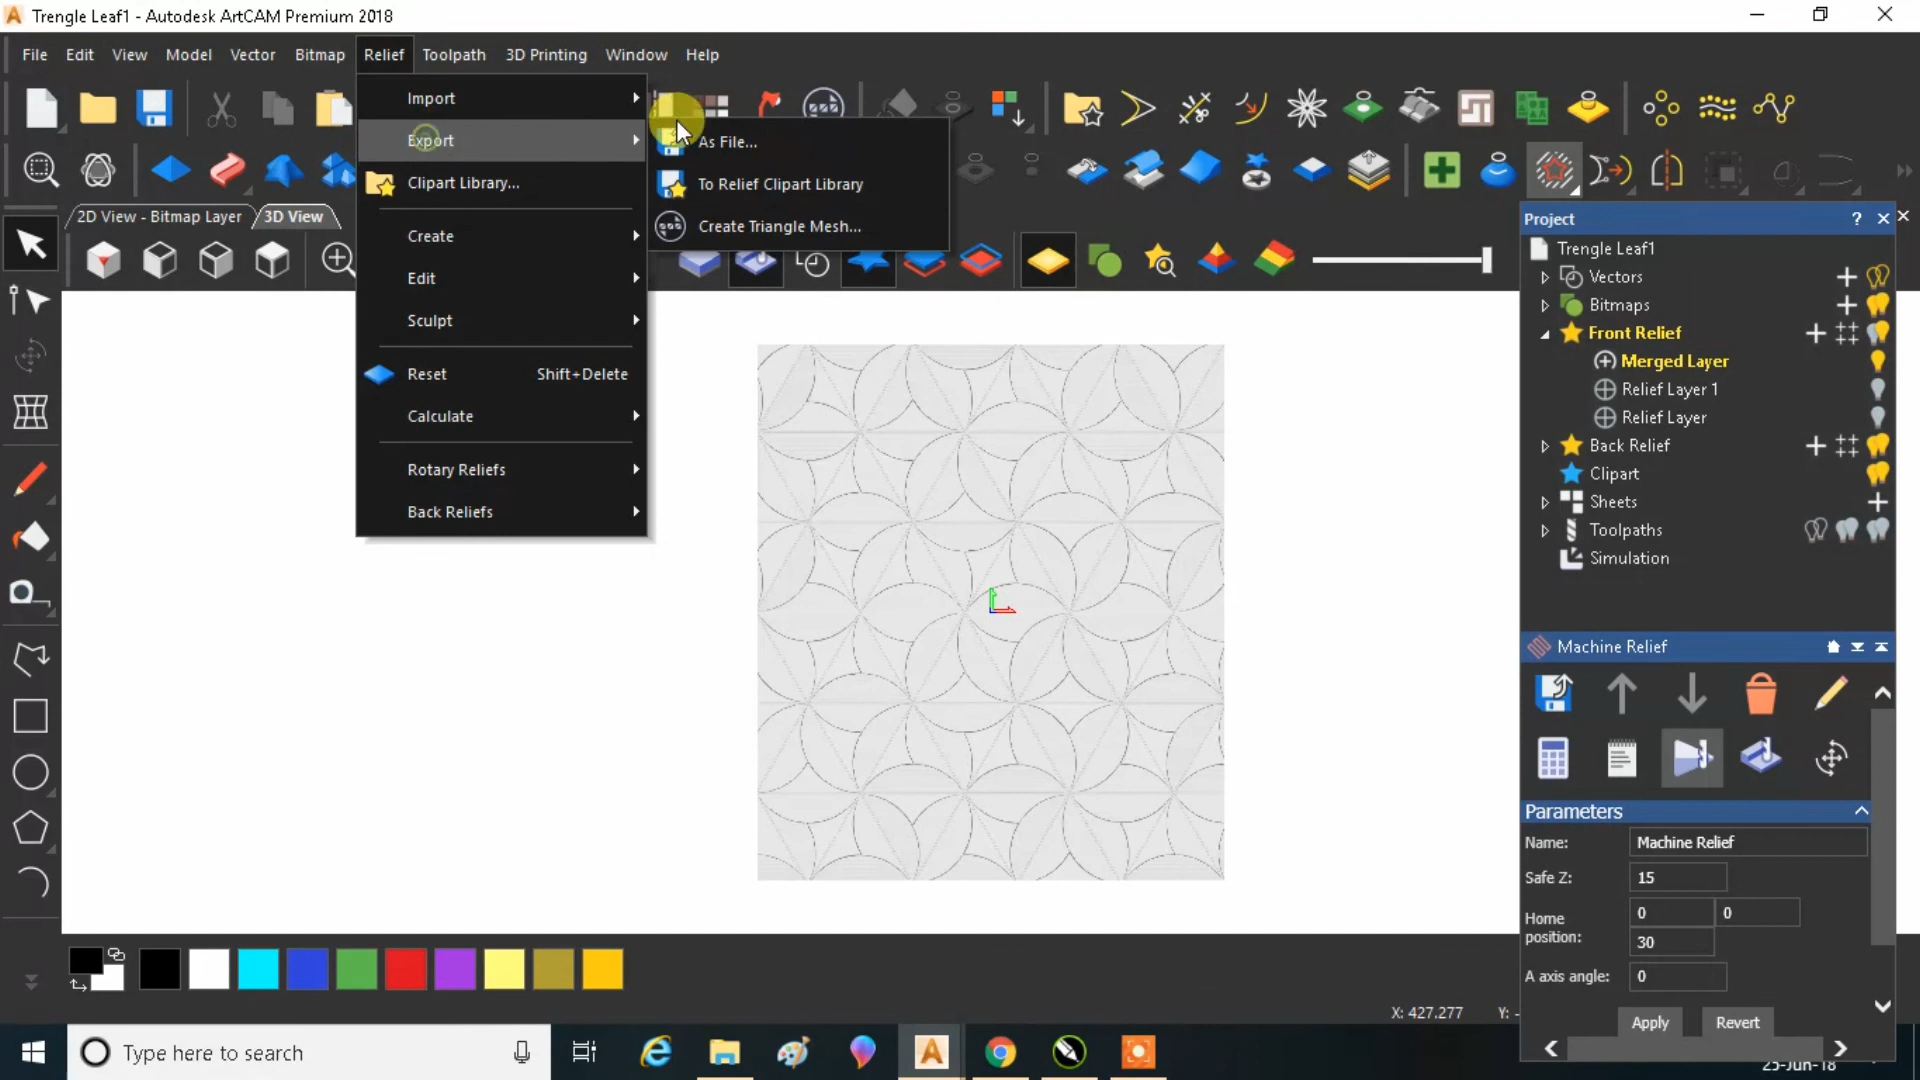 Trengle Leaf1 - Autodesk ArtCAM Premium 2018
File Edit View Model Vector Bitmap Relief Toolpath 3D Printing Window Help
Import
Export
Clipart Library...
Create
Edit
Sculpt
Reset Shift+Delete
Calculate
Rotary Reliefs
Back Reliefs
As File...
To Relief Clipart Library
Create Triangle Mesh...
2D View - Bitmap Layer 3D View
Project ?
Trengle Leaf1
Vectors
Bitmaps
Front Relief
Merged Layer
Relief Layer 1
Relief Layer
Back Relief
Clipart
Sheets
Toolpaths
Simulation
Machine Relief
Parameters
Name: Machine Relief
Safe Z: 15
Home position: 0 0
30
A axis angle: 0
Apply Revert
X: 427.277 Y: -
Type here to search
25-Jun-18